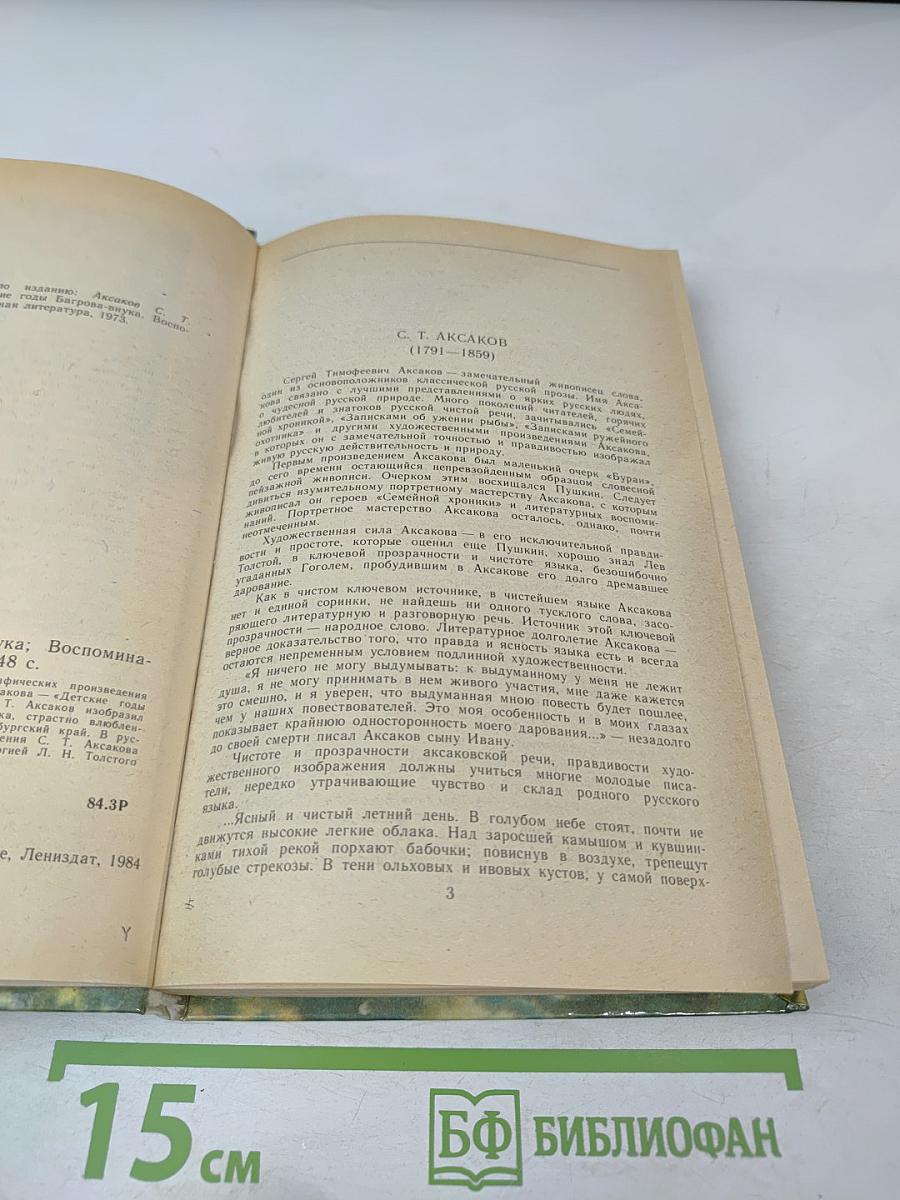 по изданию: Аксаков С. Т.
ие годы Багрова-внука. Воспо-
ная литература, 1973.
ука; Воспомина-
48 с.
афических произведения
сакова — «Детские годы
Т. Аксаков изобразил
ка, страстно влюблен-
бургский край. В рус-
ения С. Т. Аксакова
огией Л. Н. Толстого
84.3Р
е, Лениздат, 1984
С. Т. АКСАКОВ
(1791—1859)
Сергей Тимофеевич Аксаков — замечательный живописец слова,
один из основоположников классической русской прозы. Имя Акса-
кова связано с лучшими представлениями о ярких русских людях,
о чудесной русской природе. Много поколений читателей, горячих
любителей и знатоков русской чистой речи, зачитывались «Семей-
ной хроникой», «Записками об ужении рыбы», «Записками ружейного
охотника» и другими художественными произведениями Аксакова,
в которых он с замечательной точностью и правдивостью изображал
живую русскую действительность и природу.
Первым произведением Аксакова был маленький очерк «Буран»,
до сего времени остающийся непревзойденным образцом словесной
пейзажной живописи. Очерком этим восхищался Пушкин. Следует
дивиться изумительному портретному мастерству Аксакова, с которым
живописал он героев «Семейной хроники» и литературных воспоми-
наний. Портретное мастерство Аксакова осталось, однако, почти
неотмеченным.
Художественная сила Аксакова — в его исключительной правди-
вости и простоте, которые оценил еще Пушкин, хорошо знал Лев
Толстой, в ключевой прозрачности и чистоте языка, безошибочно
угаданных Гоголем, пробудившим в Аксакове его долго дремавшее
дарование.
Как в чистом ключевом источнике, в чистейшем языке Аксакова
нет и единой соринки, не найдешь ни одного тусклого слова, засо-
ряющего литературную и разговорную речь. Источник этой ключевой
прозрачности — народное слово. Литературное долголетие Аксакова —
верное доказательство того, что правда и ясность языка есть и всегда
остаются непременным условием подлинной художественности.
«Я ничего не могу выдумывать: к выдуманному у меня не лежит
душа, я не могу принимать в нем живого участия, мне даже кажется
это смешно, и я уверен, что выдуманная мною повесть будет пошлее,
чем у наших повествователей. Это моя особенность и в моих глазах
показывает крайнюю односторонность моего дарования...» — незадолго
до своей смерти писал Аксаков сыну Ивану.
Чистоте и прозрачности аксаковской речи, правдивости худо-
жественного изображения должны учиться многие молодые писа-
тели, нередко утрачивающие чувство и склад родного русского
языка.
...Ясный и чистый летний день. В голубом небе стоят, почти не
движутся высокие легкие облака. Над заросшей камышом и кувшин-
ками тихой рекой порхают бабочки; повиснув в воздухе, трепещут
голубые стрекозы. В тени ольховых и ивовых кустов, у самой поверх-
3
15 см
БФ БИБЛИОФАН